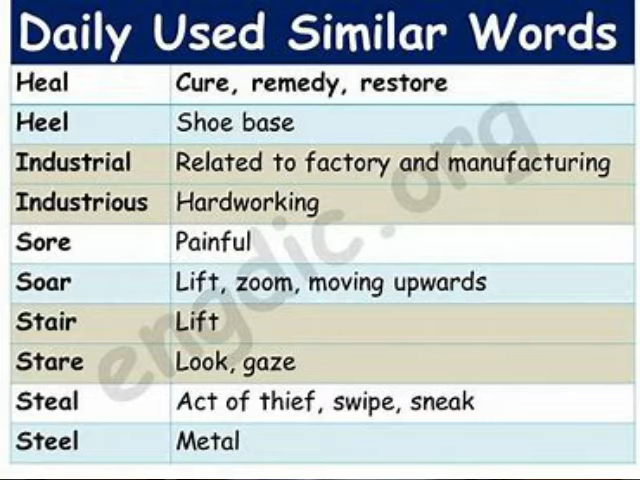 Daily Used Similar Words
Heal Cure, remedy, restore
Heel Shoe base
Industrial Related to factory and manufacturing
Industrious Hardworking
Sore Painful
Soar Lift, zoom, moving upwards
Stair Lift
Stare Look, gaze
Steal Act of thief, swipe, sneak
Steel Metal
engdic.org